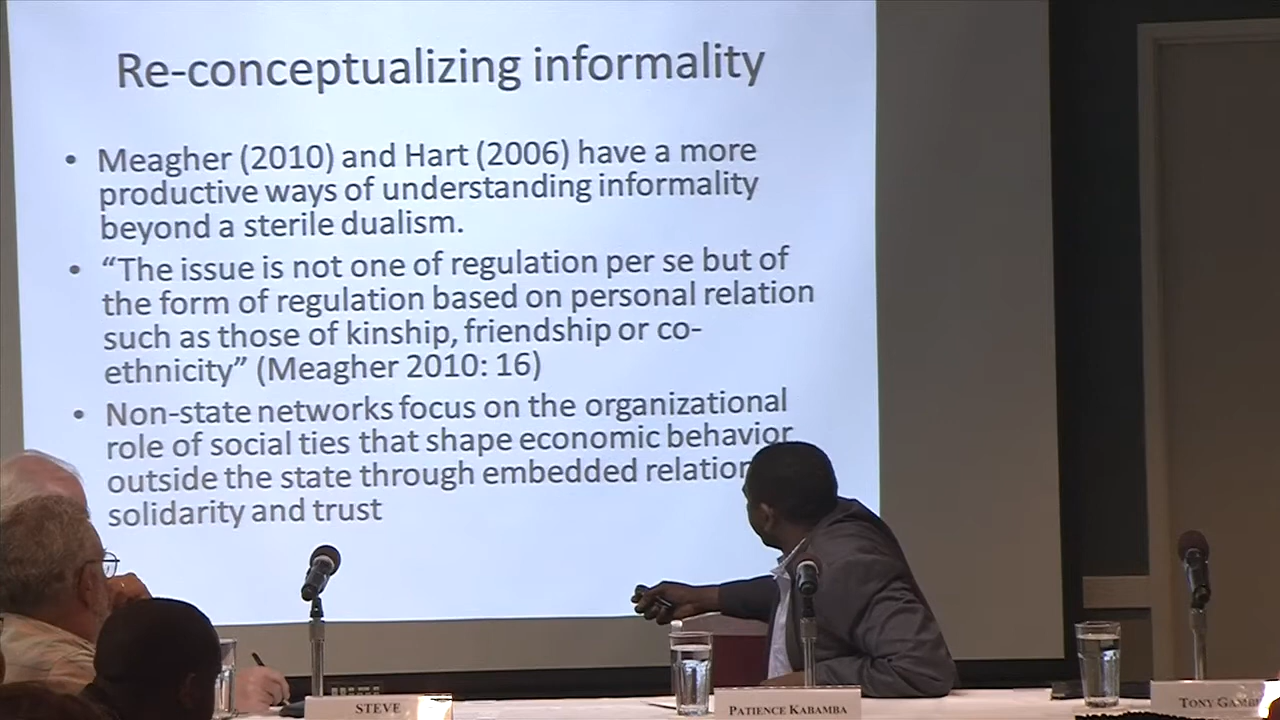 Re-conceptualizing informality
• Meagher (2010) and Hart (2006) have a more
productive ways of understanding informality
beyond a sterile dualism.
• “The issue is not one of regulation per se but of
the form of regulation based on personal relation
such as those of kinship, friendship or co-
ethnicity” (Meagher 2010: 16)
• Non-state networks focus on the organizational
role of social ties that shape economic behavior
outside the state through embedded relation
solidarity and trust
STEVE
PATIENCE KABAMBA
TONY